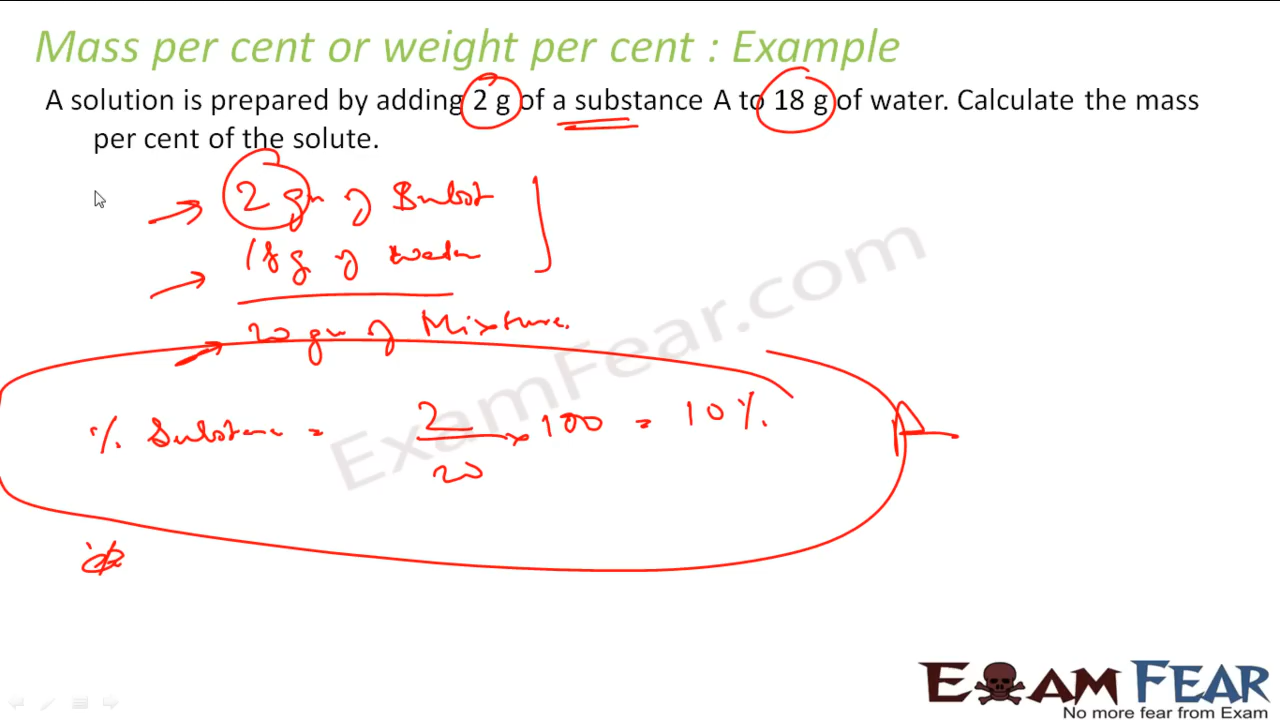 Mass per cent or weight per cent : Example
A solution is prepared by adding 2 g of a substance A to 18 g of water. Calculate the mass
per cent of the solute.
2 gm of Subst
18 g of water
20 gm of Mixture.
% Substance = 2/20 × 100 = 10 %.
A
ExamFear.com
EXAM FEAR
No more fear from Exam